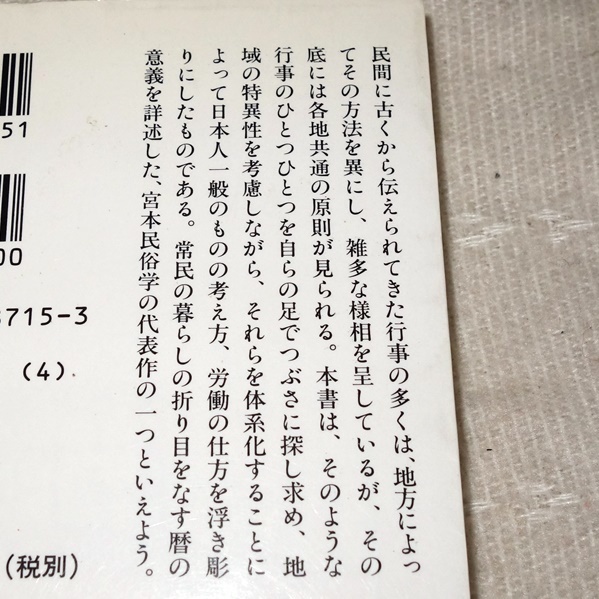 民間に古くから伝えられてきた行事の多くは、地方によっ
てその方法を異にし、雑多な様相を呈しているが、その
底には各地共通の原則が見られる。本書は、そのような
行事のひとつひとつを自らの足でつぶさに探し求め、地
域の特異性を考慮しながら、それらを体系化することに
よって日本人一般のものの考え方、労働の仕方を浮き彫
りにしたものである。常民の暮らしの折り目をなす暦の
意義を詳述した、宮本民俗学の代表作の一つといえよう。
51
00
715-3
(4)
(税別)